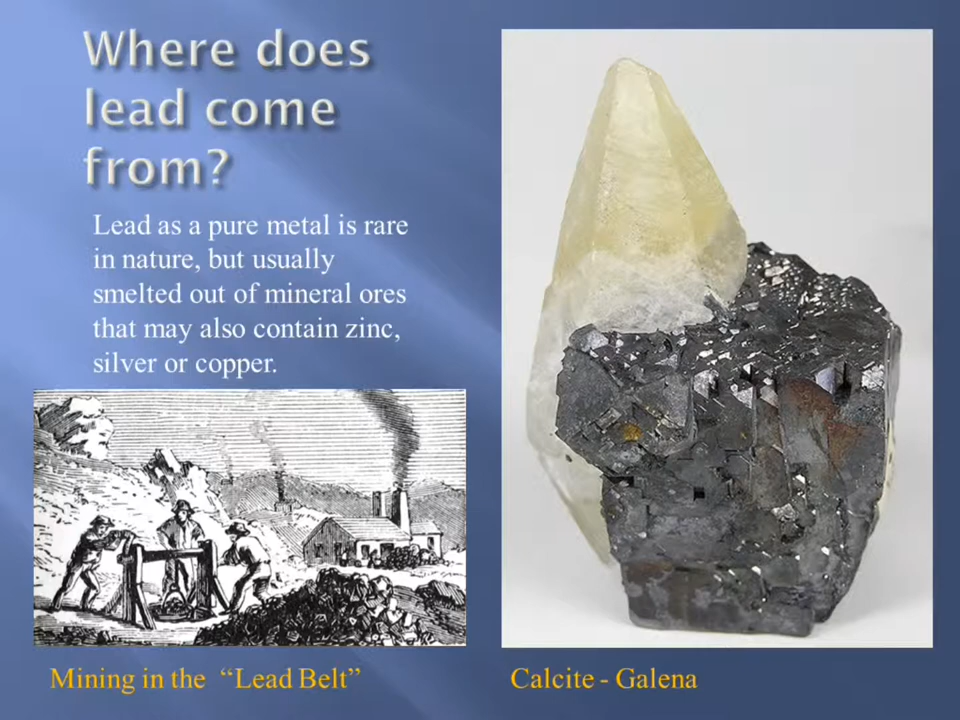 Where does
lead come
from?
Lead as a pure metal is rare
in nature, but usually
smelted out of mineral ores
that may also contain zinc,
silver or copper.
Mining in the “Lead Belt”
Calcite - Galena